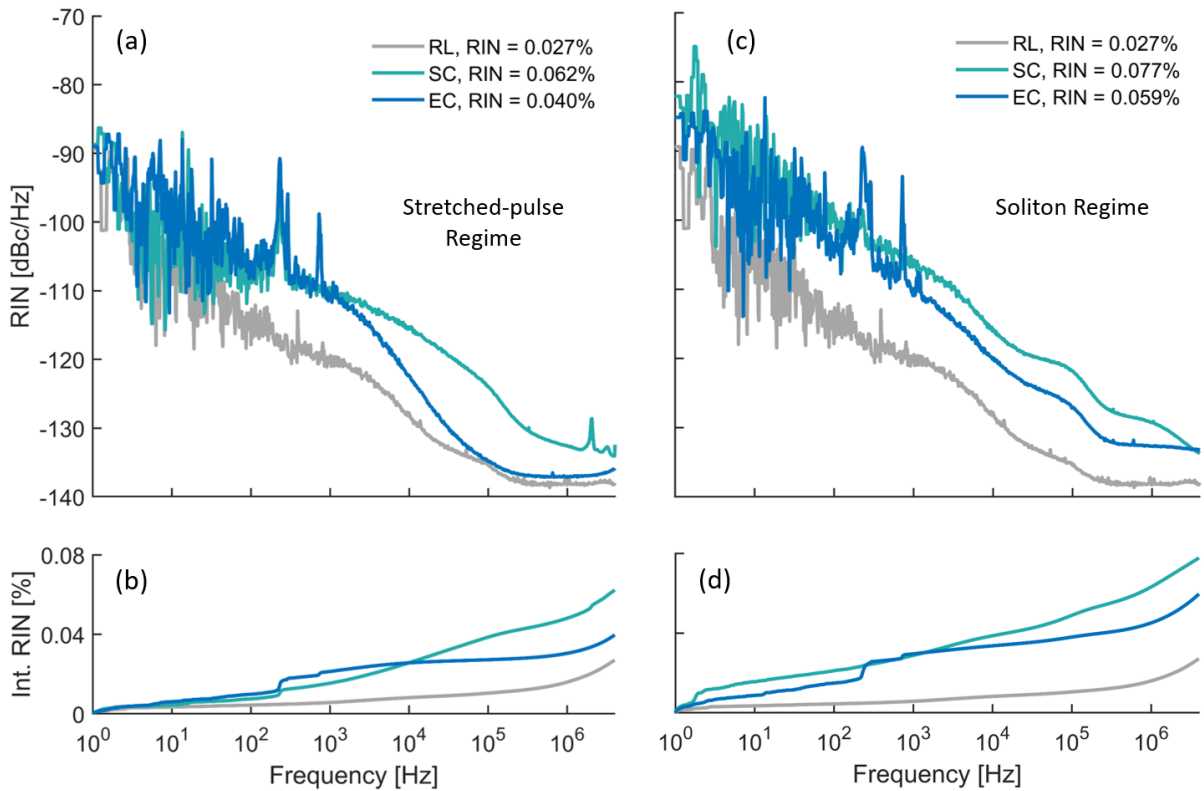 (a)
RL, RIN = 0.027%
SC, RIN = 0.062%
EC, RIN = 0.040%
Stretched-pulse
Regime
-70
-80
-90
-100
-110
-120
-130
-140
RIN [dBc/Hz]
(c)
RL, RIN = 0.027%
SC, RIN = 0.077%
EC, RIN = 0.059%
Soliton Regime
(b)
0.08
0.04
0
Int. RIN [%]
10^0 10^1 10^2 10^3 10^4 10^5 10^6
Frequency [Hz]
(d)
10^0 10^1 10^2 10^3 10^4 10^5 10^6
Frequency [Hz]